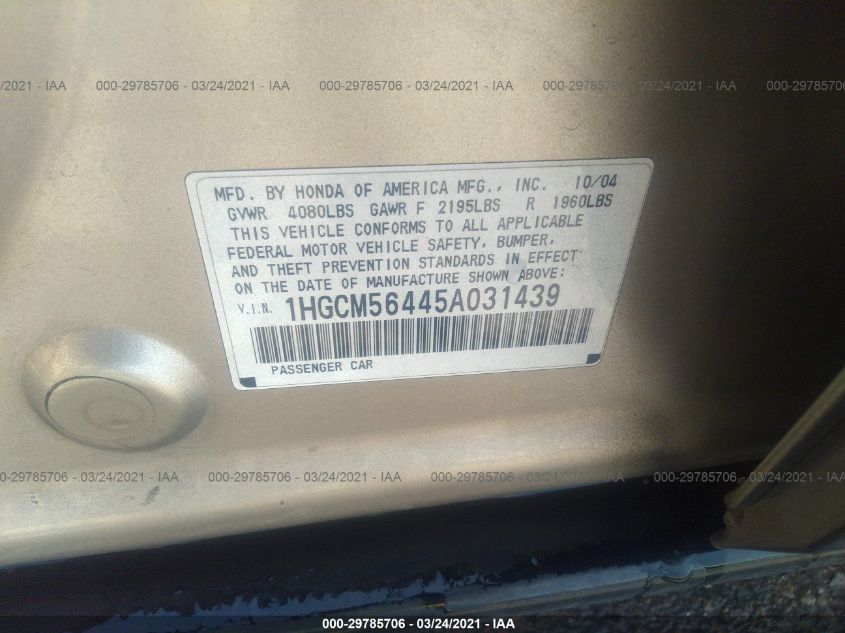 /2021 - IAA 000-29785706 - 03/24/2021 - IAA 000-29785706 - 03/24/2021 - IAA 000-29785706 - 03/24/2021 - IAA 000-2978570
MFD. BY HONDA OF AMERICA MFG., INC. 10/04
GVWR 4080LBS GAWR F 2195LBS R 1960LBS
THIS VEHICLE CONFORMS TO ALL APPLICABLE
FEDERAL MOTOR VEHICLE SAFETY, BUMPER,
AND THEFT PREVENTION STANDARDS IN EFFECT
ON THE DATE OF MANUFACTURE SHOWN ABOVE:
V.I.N. 1HGCM56445A031439
PASSENGER CAR
000-29785706 - 03/24/2021 - IAA 000-29785706 - 03/24/2021 - IAA 000-29785706 - 03/24/2021 - IAA 000-29785706 - 03/24/2021 - IAA
000-29785706 - 03/24/2021 - IAA